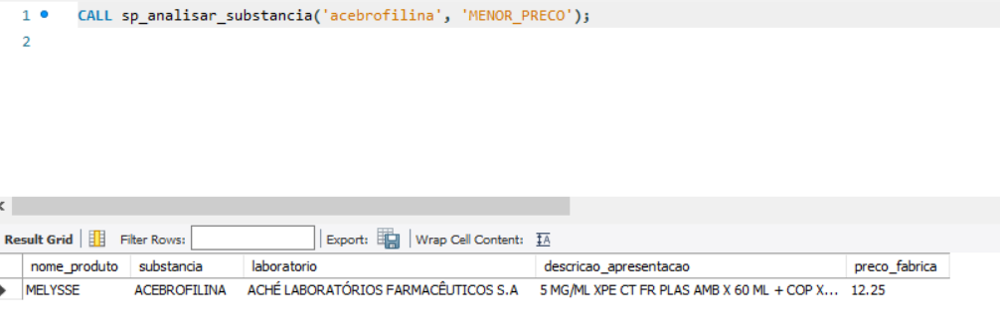 1 CALL sp_analisar_substancia('acebrofilina', 'MENOR_PRECO');
2
Result Grid Filter Rows: Export: Wrap Cell Content: IA
nome_produto substancia laboratorio descricao_apresentacao preco_fabrica
MELYSSE ACEBROFILINA ACHÉ LABORATÓRIOS FARMACÊUTICOS S.A 5 MG/ML XPE CT FR PLAS AMB X 60 ML + COP X... 12.25